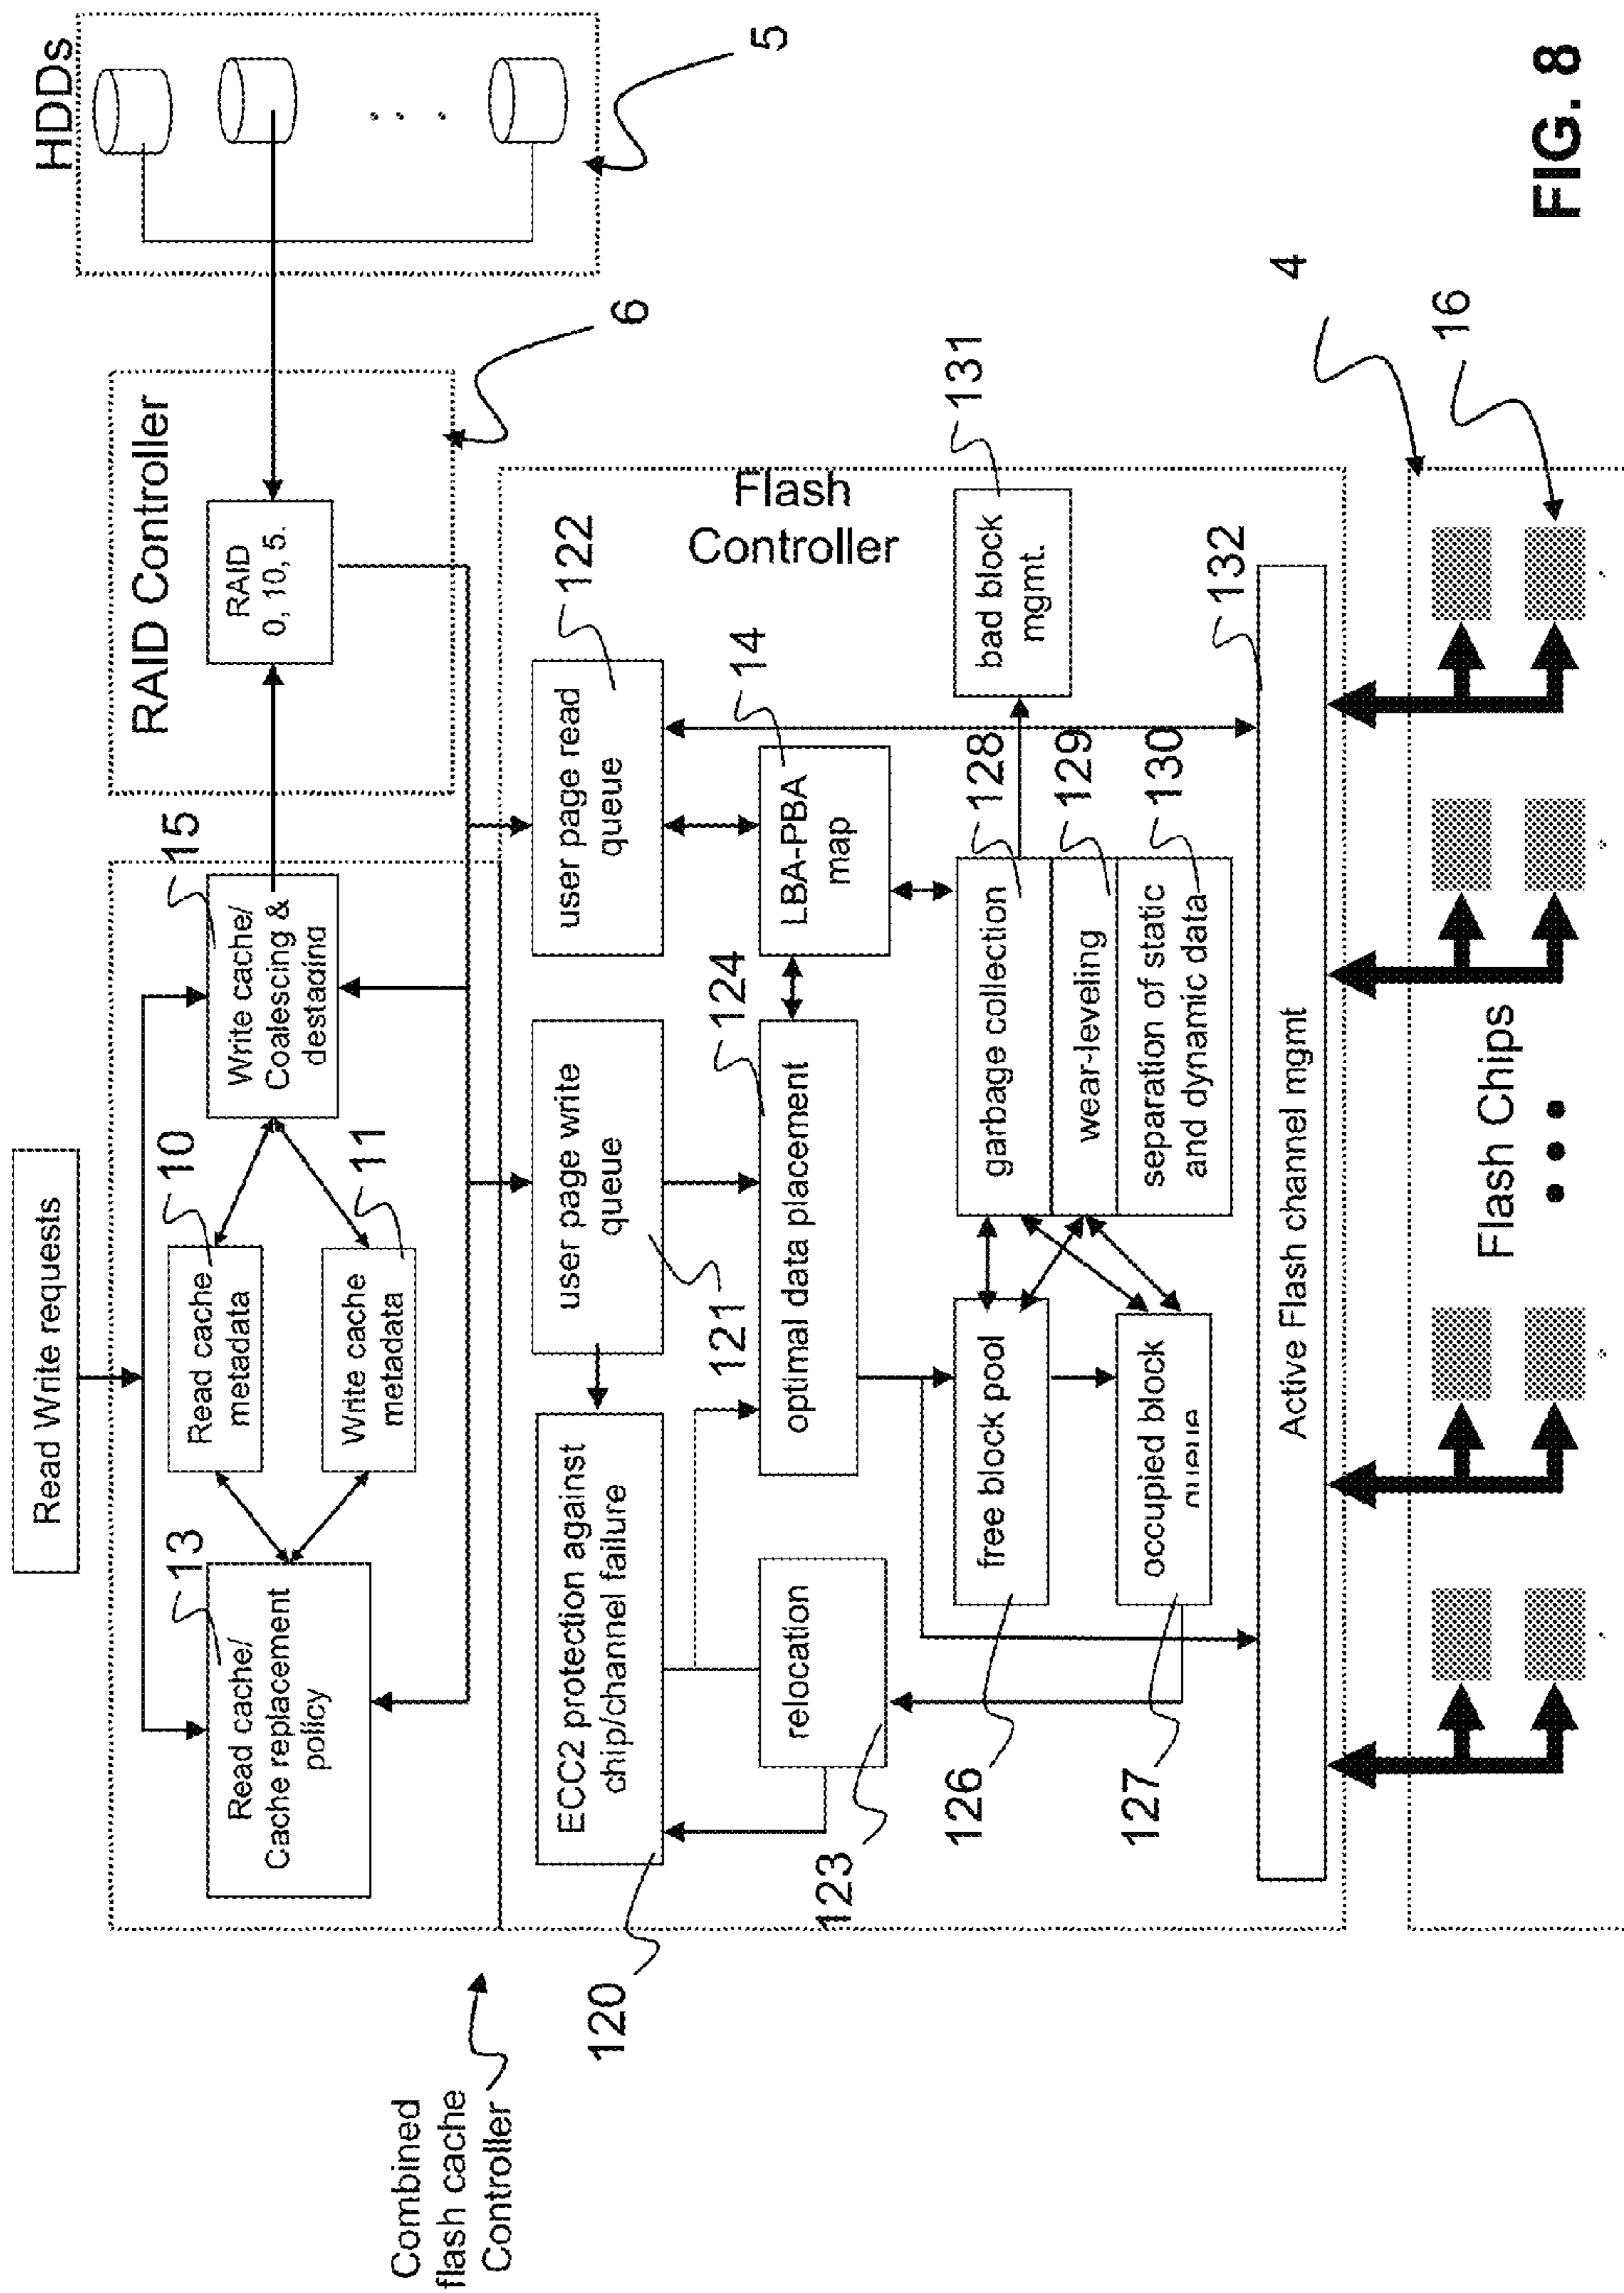 Read Write requests
HDDs
5
RAID Controller
RAID
0, 10, 5.
6
13
Read cache/
Cache replacement
policy
10
Read cache
metadata
11
Write cache
metadata
15
Write cache/
Coalescing &
destaging
Combined
flash cache
Controller
Flash
Controller
120
ECC2 protection against
chip/channel failure
121
user page write
queue
122
user page read
queue
123
relocation
124
optimal data placement
14
LBA-PBA
map
126
free block pool
127
occupied block
128
garbage collection
129
wear-leveling
130
separation of static
and dynamic data
131
bad block
mgmt.
132
Active Flash channel mgmt
4
16
Flash Chips
FIG. 8